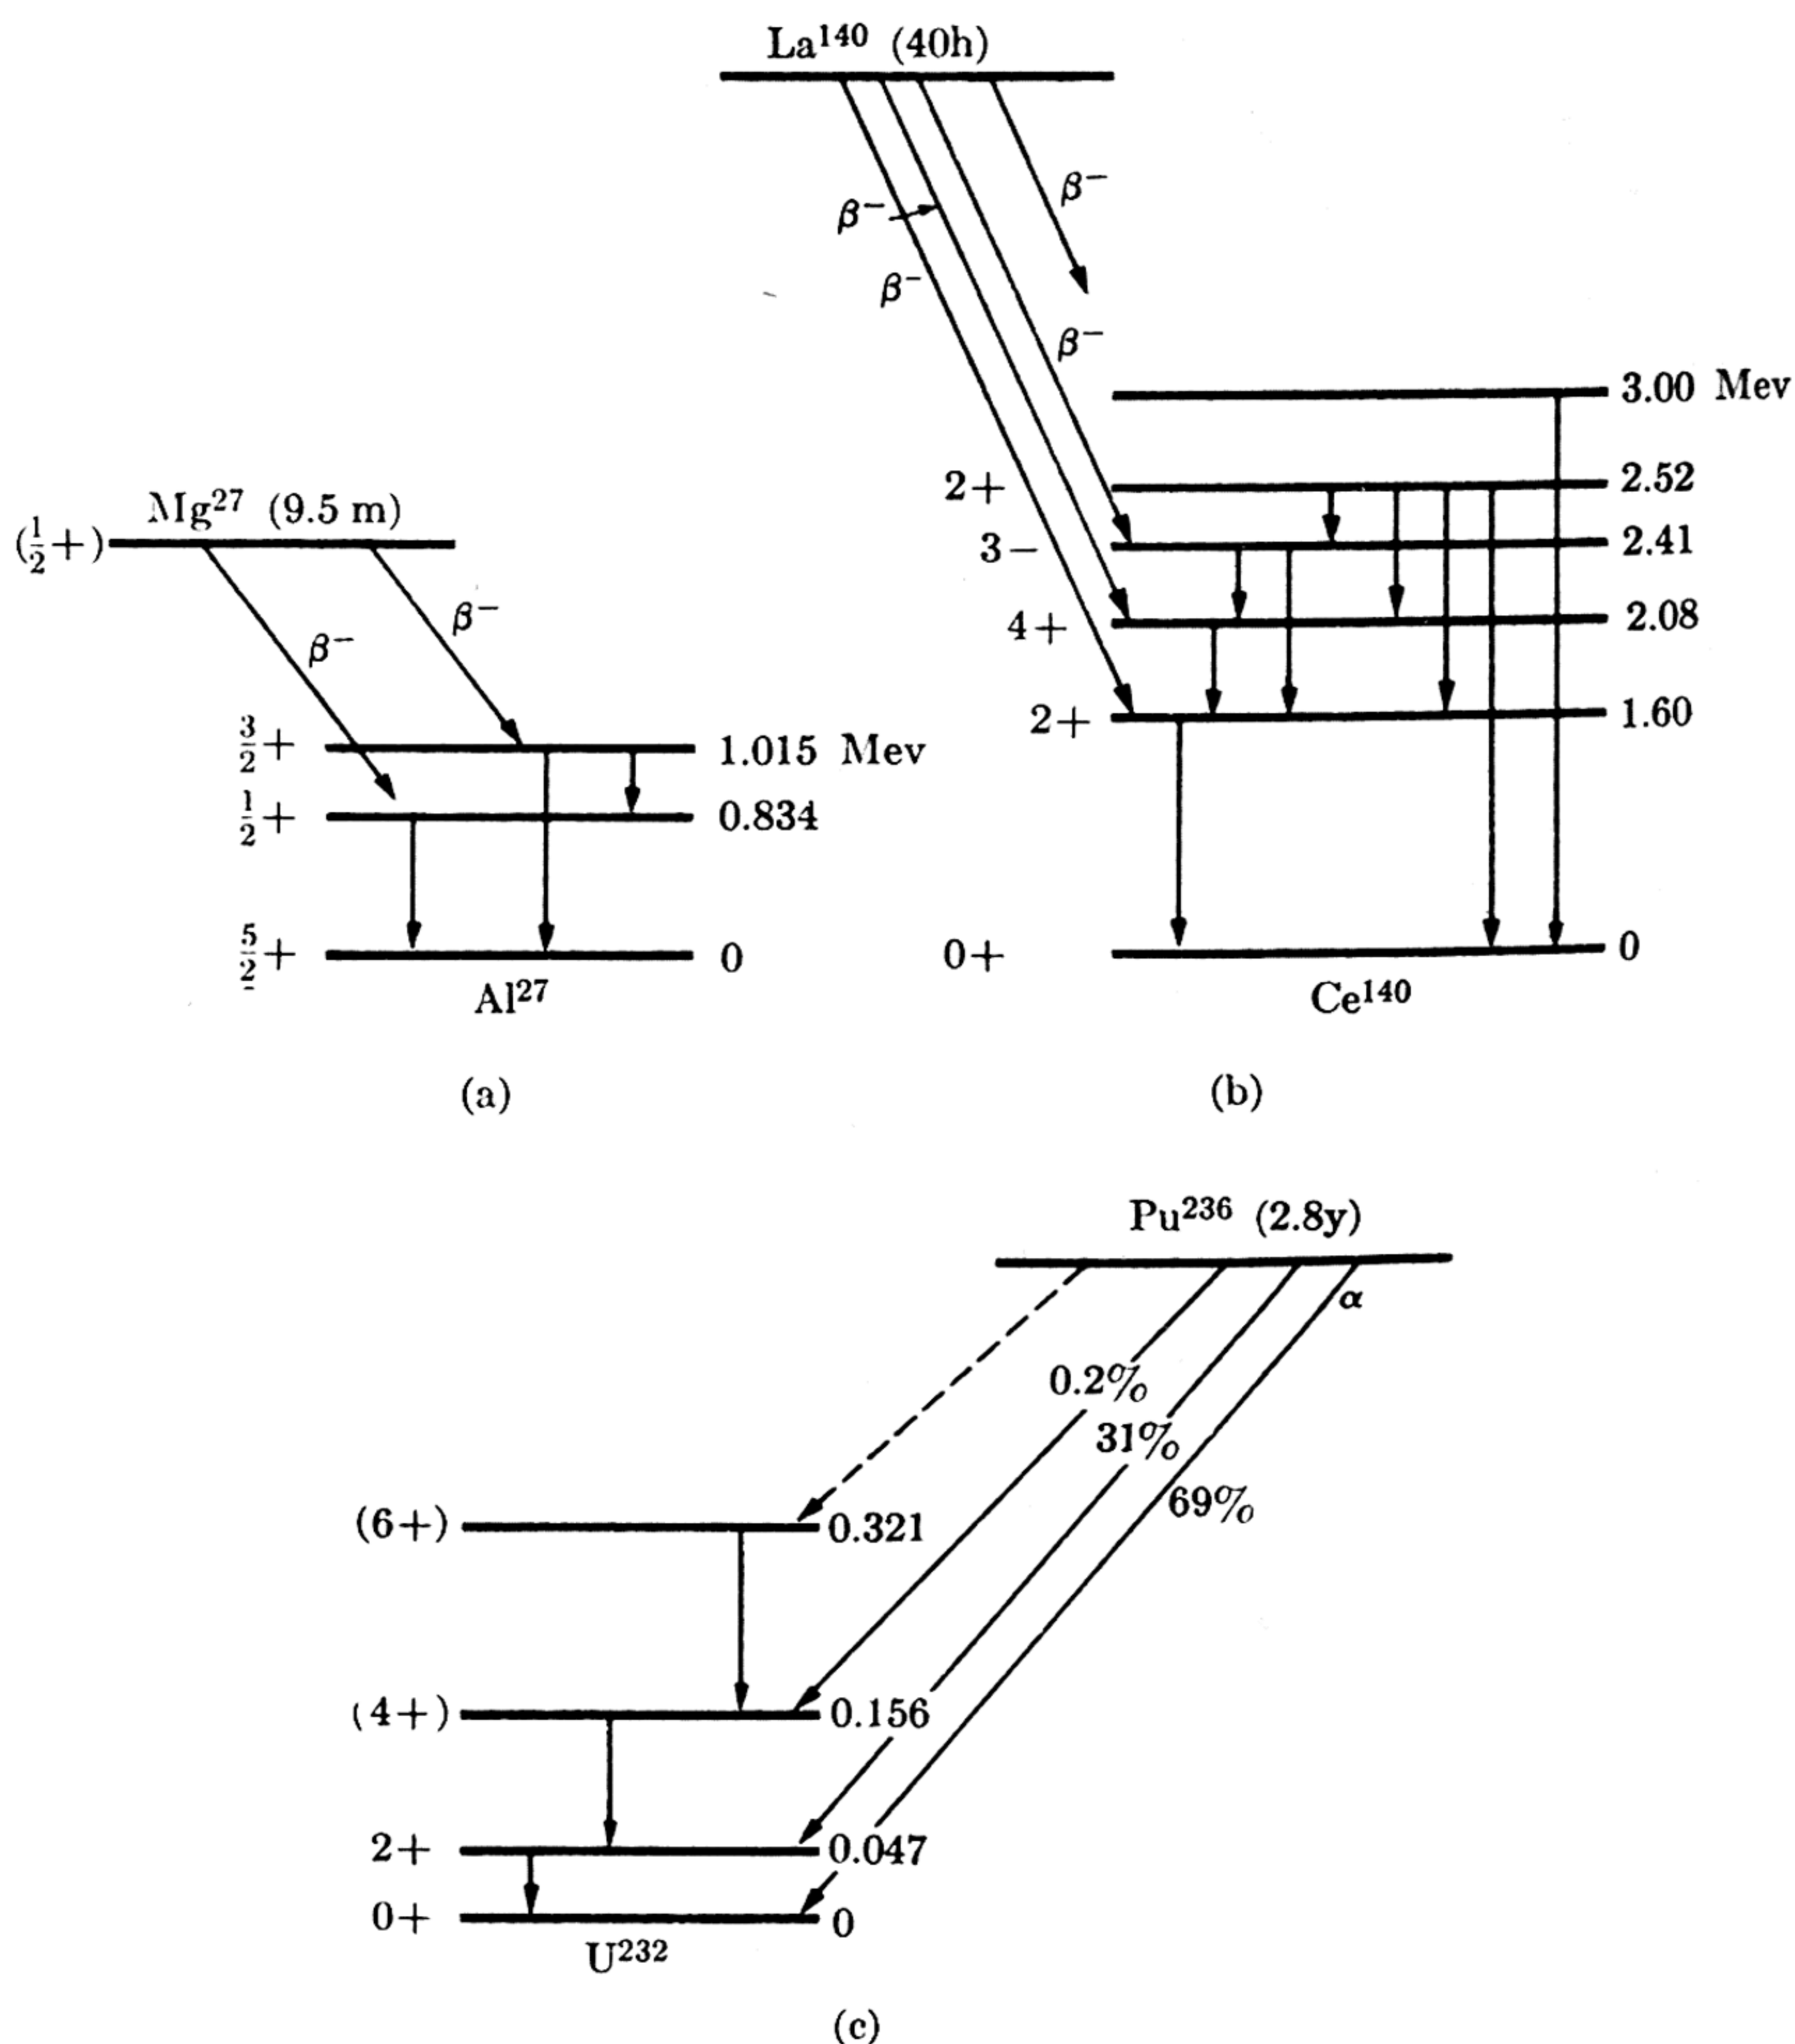 La¹⁴⁰ (40h)
β⁻
β⁻
β⁻
β⁻
3.00 Mev
2+ 2.52
3− 2.41
4+ 2.08
2+ 1.60
0+ 0
Ce¹⁴⁰
(b)
Mg²⁷ (9.5 m)
(½+)
β⁻
β⁻
3/2+ 1.015 Mev
½+ 0.834
5/2+ 0
Al²⁷
(a)
Pu²³⁶ (2.8y)
α
0.2%
31%
69%
(6+) 0.321
(4+) 0.156
2+ 0.047
0+ 0
U²³²
(c)